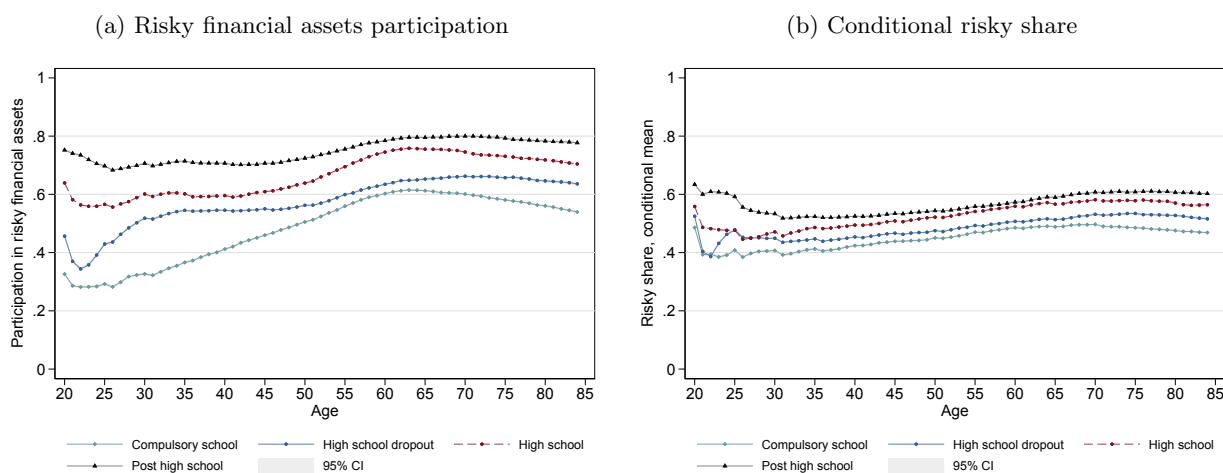 (a) Risky financial assets participation
Participation in risky financial assets
1
.8
.6
.4
.2
0
20 25 30 35 40 45 50 55 60 65 70 75 80 85
Age
Compulsory school High school dropout High school
Post high school 95% CI
(b) Conditional risky share
Risky share, conditional mean
1
.8
.6
.4
.2
0
20 25 30 35 40 45 50 55 60 65 70 75 80 85
Age
Compulsory school High school dropout High school
Post high school 95% CI